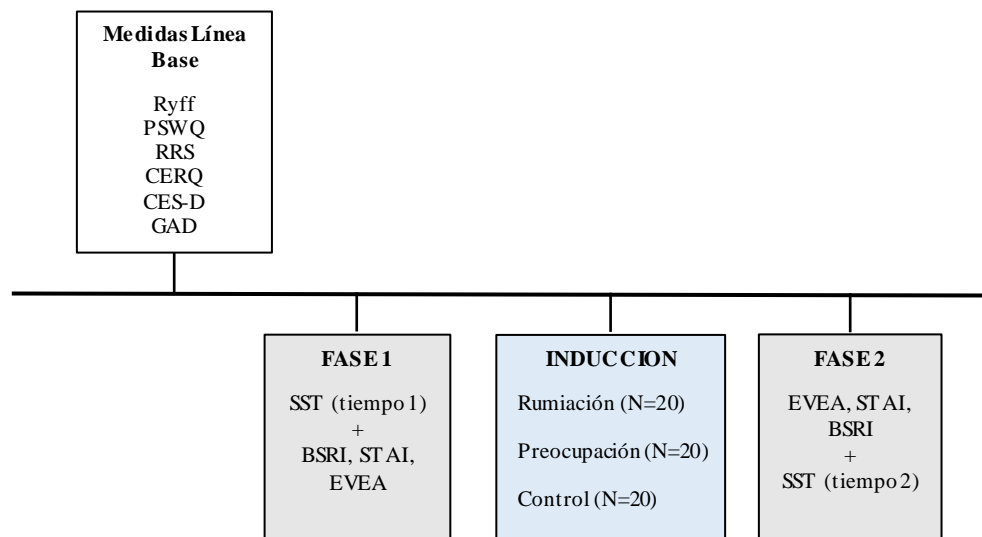 Medidas Línea
Base
Ryff
PSWQ
RRS
CERQ
CES-D
GAD
FASE 1
SST (tiempo 1)
+
BSRI, STAI,
EVEA
INDUCCION
Rumiación (N=20)
Preocupación (N=20)
Control (N=20)
FASE 2
EVEA, STAI,
BSRI
+
SST (tiempo 2)